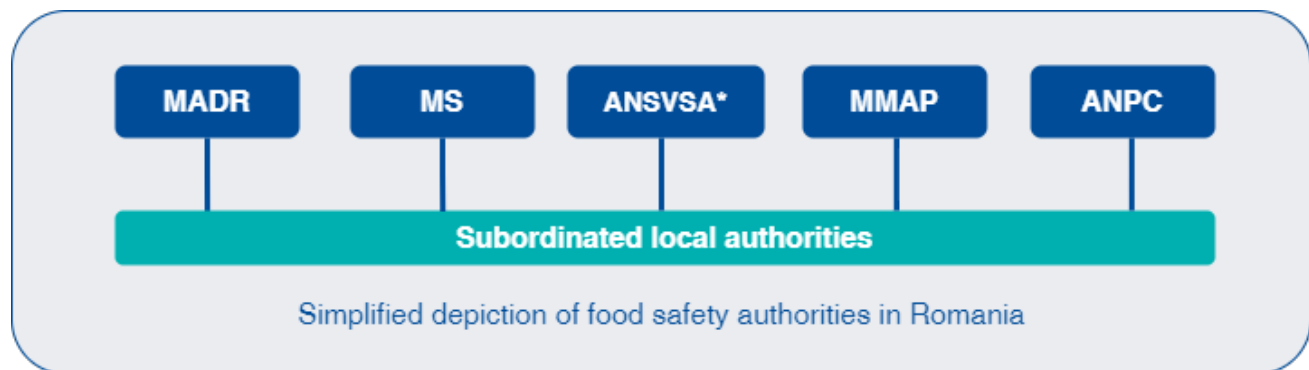 MADR MS ANSVSA* MMAP ANPC
Subordinated local authorities
Simplified depiction of food safety authorities in Romania